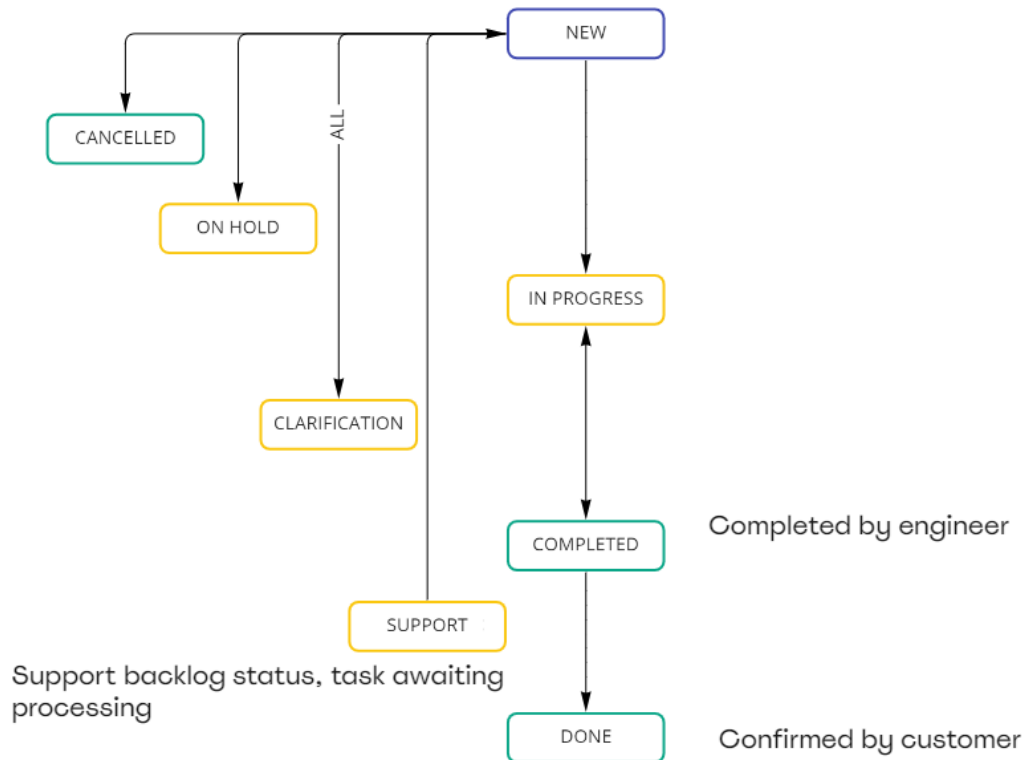 NEW
CANCELLED
ALL
ON HOLD
IN PROGRESS
CLARIFICATION
Completed by engineer
COMPLETED
SUPPORT
Support backlog status, task awaiting
processing
DONE
Confirmed by customer